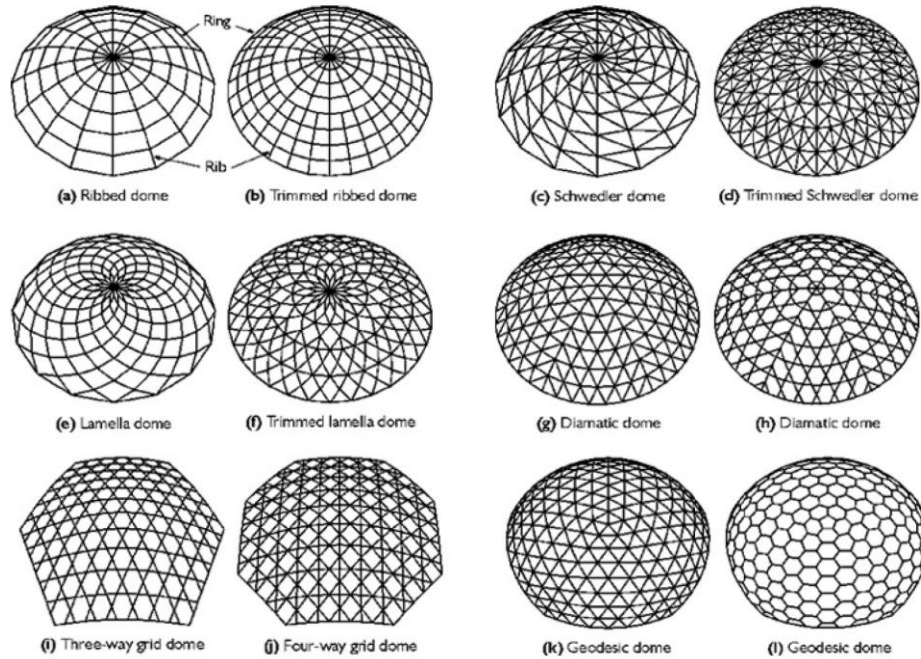 Ring
Rib
(a) Ribbed dome
(b) Trimmed ribbed dome
(c) Schwedler dome
(d) Trimmed Schwedler dome
(e) Lamella dome
(f) Trimmed lamella dome
(g) Diamatic dome
(h) Diamatic dome
(i) Three-way grid dome
(j) Four-way grid dome
(k) Geodesic dome
(l) Geodesic dome